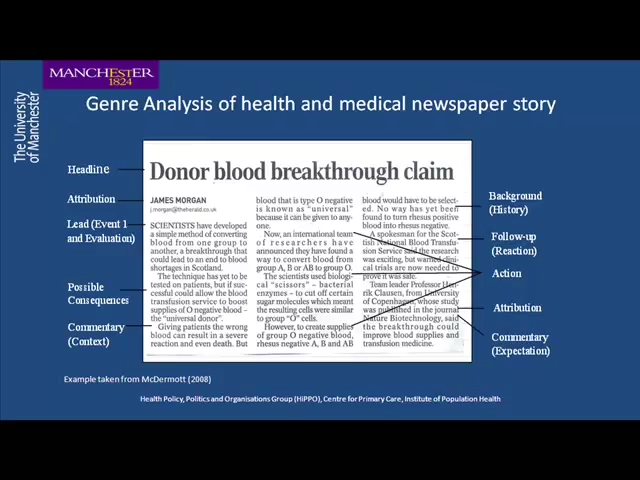 MANCHESTER
1824
The University
of Manchester
Genre Analysis of health and medical newspaper story
Headline
Attribution
Lead (Event 1
and Evaluation)
Possible
Consequences
Commentary
(Context)
Donor blood breakthrough claim
JAMES MORGAN
j.morgan@theherald.co.uk
SCIENTISTS have developed
a simple method of converting
blood from one group to
another, a breakthrough that
could lead to an end to blood
shortages in Scotland.
The technique has yet to be
tested on patients, but if suc-
cessful could allow the blood
transfusion service to boost
supplies of O negative blood –
the "universal donor".
Giving patients the wrong
blood can result in a severe
reaction and even death. But
blood that is type O negative
is known as "universal"
because it can be given to any-
one.
Now, an international team
of researchers have
announced they have found a
way to convert blood from
group A, B or AB to group O.
The scientists used biologi-
cal "scissors" – bacterial
enzymes – to cut off certain
sugar molecules which meant
the resulting cells were similar
to group "O" cells.
However, to create supplies
of group O negative blood,
rhesus negative A, B and AB
blood would have to be select-
ed. No way has yet been
found to turn rhesus positive
blood into rhesus negative.
A spokesman for the Scot-
tish National Blood Transfu-
sion Service said the research
was exciting, but warned clini-
cal trials are now needed to
prove it was safe.
Team leader Professor Hen-
rik Clausen, from University
of Copenhagen, whose study
was published in the journal
Nature Biotechnology, said
the breakthrough could
improve blood supplies and
transfusion medicine.
Background
(History)
Follow-up
(Reaction)
Action
Attribution
Commentary
(Expectation)
Example taken from McDermott (2008)
Health Policy, Politics and Organisations Group (HiPPO), Centre for Primary Care, Institute of Population Health